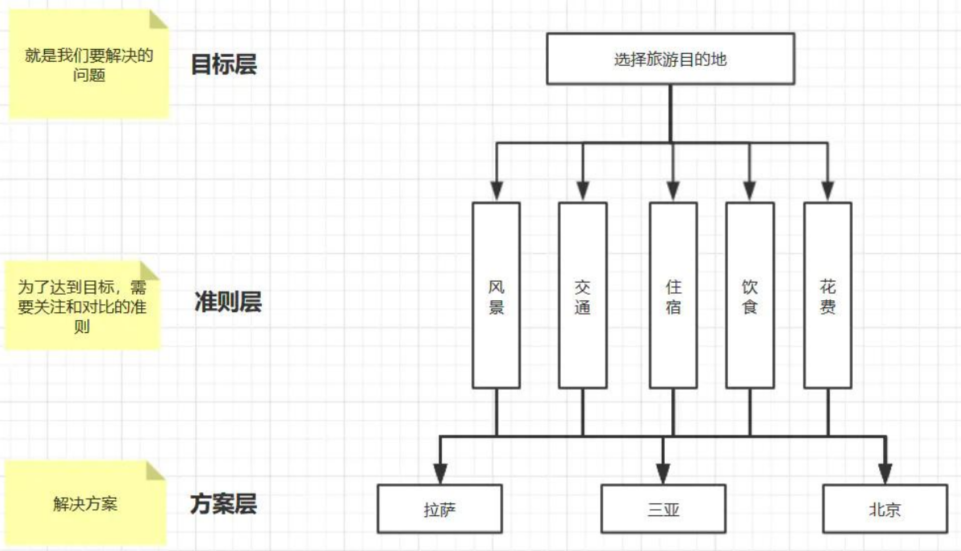 就是我们要解决的
问题
目标层
选择旅游目的地
为了达到目标，需
要关注和对比的准
则
准则层
风景
交通
住宿
饮食
花费
解决方案
方案层
拉萨
三亚
北京